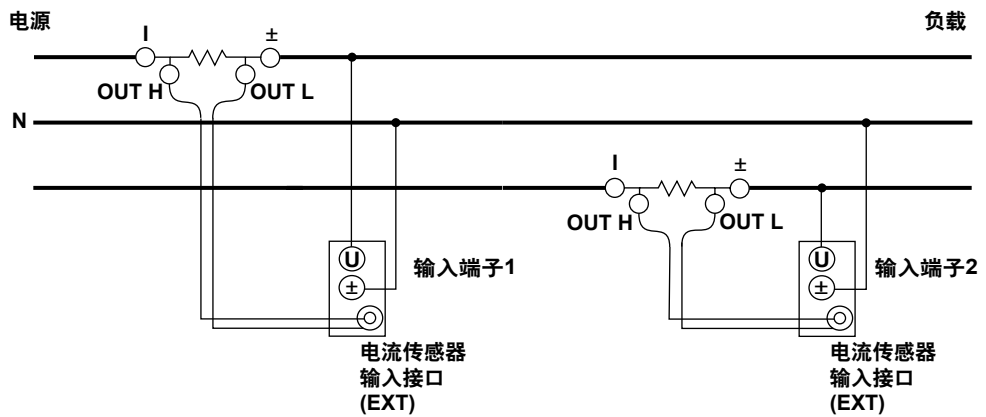 电源
负载
I
±
OUT H
OUT L
N
I
±
OUT H
OUT L
U
±
输入端子1
电流传感器
输入接口
(EXT)
U
±
输入端子2
电流传感器
输入接口
(EXT)